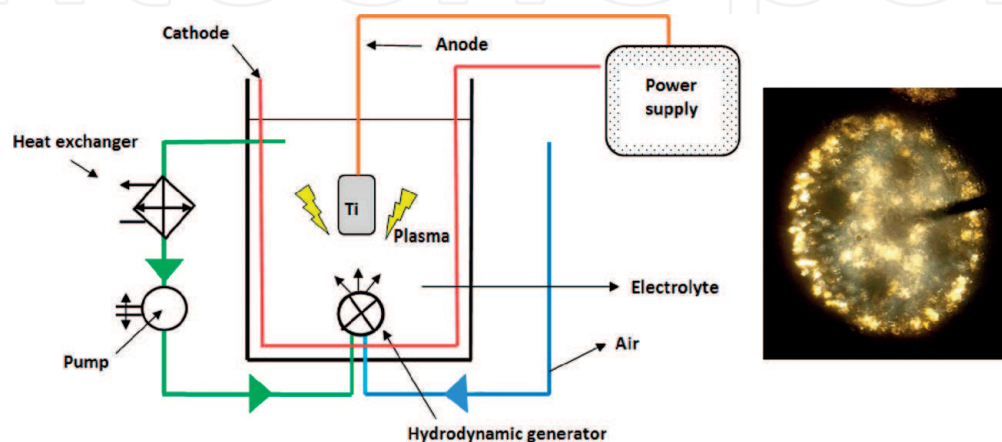 Cathode
Anode
Power
supply
Heat exchanger
Ti
Plasma
Electrolyte
Pump
Air
Hydrodynamic generator